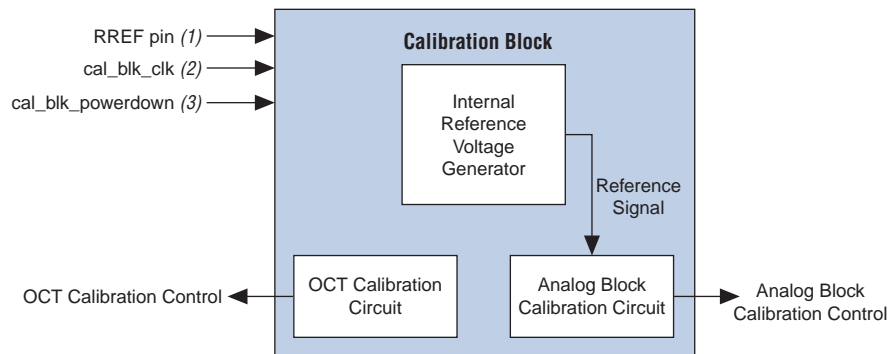 RREF pin (1)
cal_blk_clk (2)
cal_blk_powerdown (3)
Calibration Block
Internal
Reference
Voltage
Generator
Reference
Signal
OCT Calibration Control
OCT Calibration
Circuit
Analog Block
Calibration Circuit
Analog Block
Calibration Control